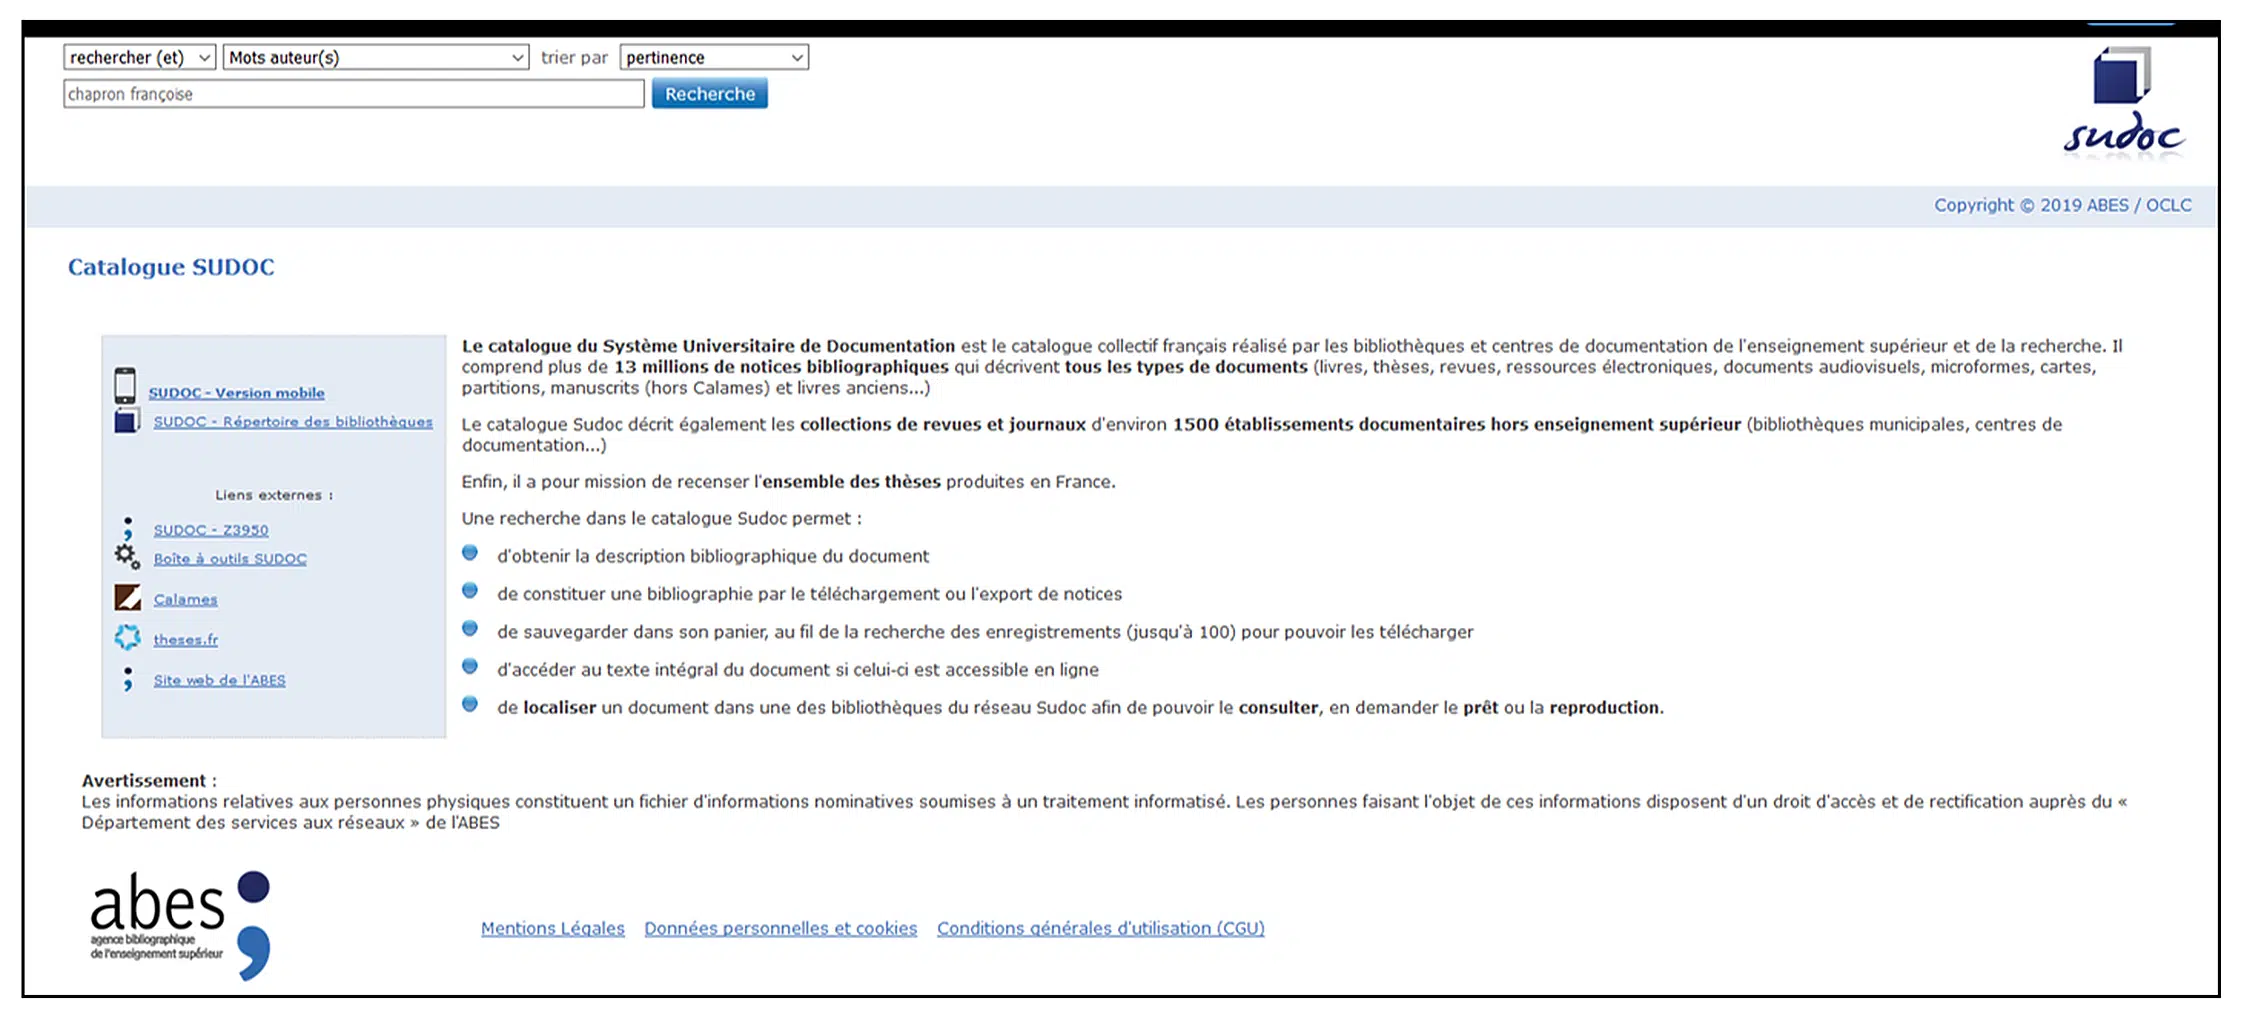 rechercher (et) Mots auteur(s) trier par pertinence
chapron françoise Recherche
sudoc
Copyright © 2019 ABES / OCLC
Catalogue SUDOC
SUDOC - Version mobile
SUDOC - Répertoire des bibliothèques
Liens externes :
SUDOC - Z3950
Boîte à outils SUDOC
Calames
theses.fr
Site web de l'ABES
Le catalogue du Système Universitaire de Documentation est le catalogue collectif français réalisé par les bibliothèques et centres de documentation de l'enseignement supérieur et de la recherche. Il
comprend plus de 13 millions de notices bibliographiques qui décrivent tous les types de documents (livres, thèses, revues, ressources électroniques, documents audiovisuels, microformes, cartes,
partitions, manuscrits (hors Calames) et livres anciens...)
Le catalogue Sudoc décrit également les collections de revues et journaux d'environ 1500 établissements documentaires hors enseignement supérieur (bibliothèques municipales, centres de
documentation...)
Enfin, il a pour mission de recenser l'ensemble des thèses produites en France.
Une recherche dans le catalogue Sudoc permet :
d'obtenir la description bibliographique du document
de constituer une bibliographie par le téléchargement ou l'export de notices
de sauvegarder dans son panier, au fil de la recherche des enregistrements (jusqu'à 100) pour pouvoir les télécharger
d'accéder au texte intégral du document si celui-ci est accessible en ligne
de localiser un document dans une des bibliothèques du réseau Sudoc afin de pouvoir le consulter, en demander le prêt ou la reproduction.
Avertissement :
Les informations relatives aux personnes physiques constituent un fichier d'informations nominatives soumises à un traitement informatisé. Les personnes faisant l'objet de ces informations disposent d'un droit d'accès et de rectification auprès du «
Département des services aux réseaux » de l'ABES
abes
agence bibliographique
de l'enseignement supérieur
Mentions Légales Données personnelles et cookies Conditions générales d'utilisation (CGU)